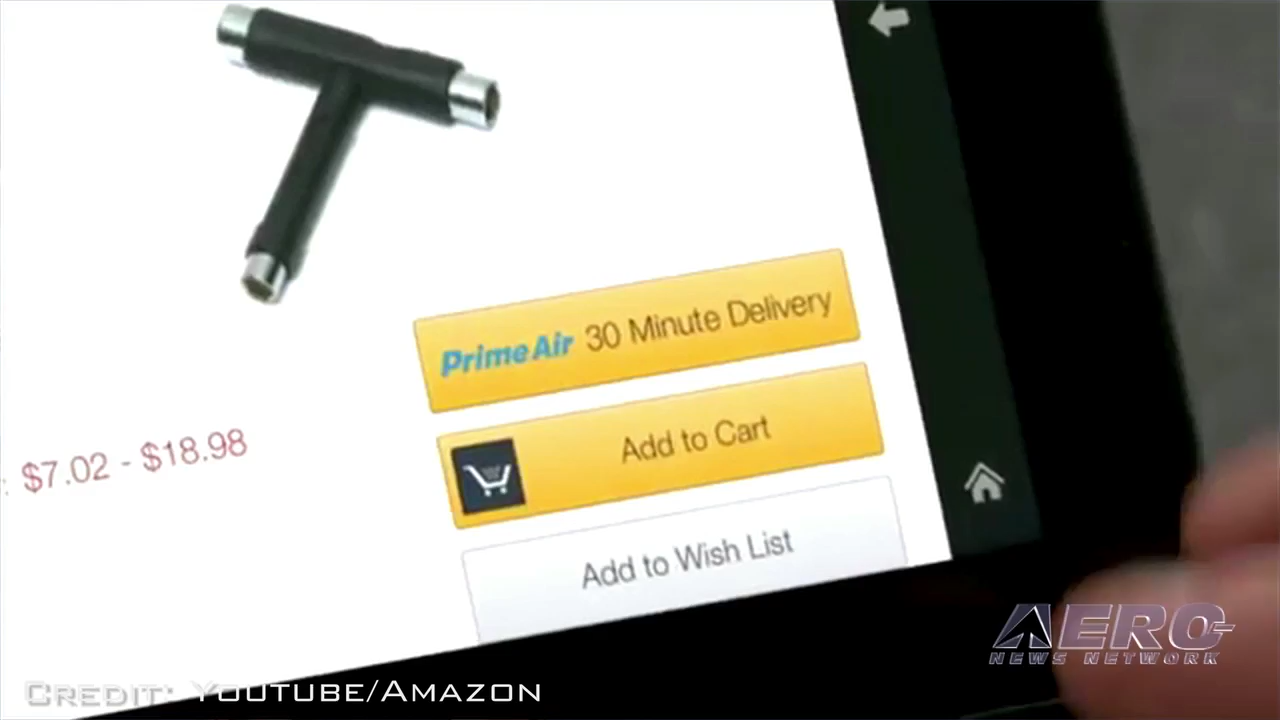 Prime Air 30 Minute Delivery
Add to Cart
: $7.02 - $18.98
Add to Wish List
AERO
NEWS NETWORK
CREDIT: YOUTUBE/AMAZON